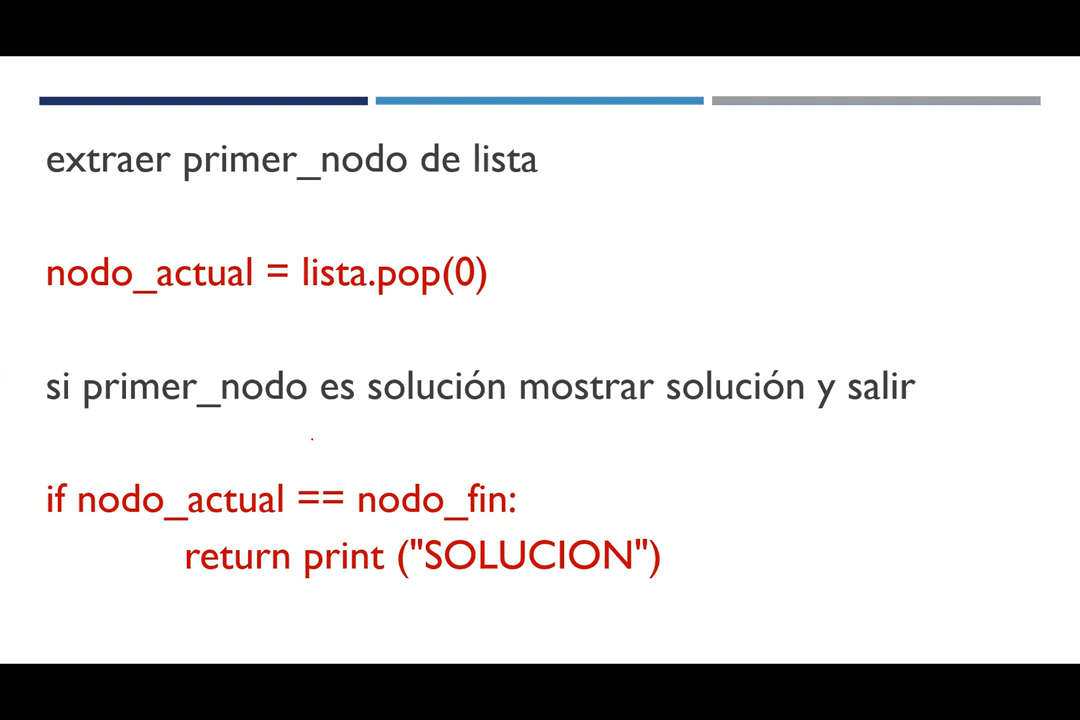 extraer primer_nodo de lista
nodo_actual = lista.pop(0)
si primer_nodo es solución mostrar solución y salir
if nodo_actual == nodo_fin:
return print ("SOLUCION")